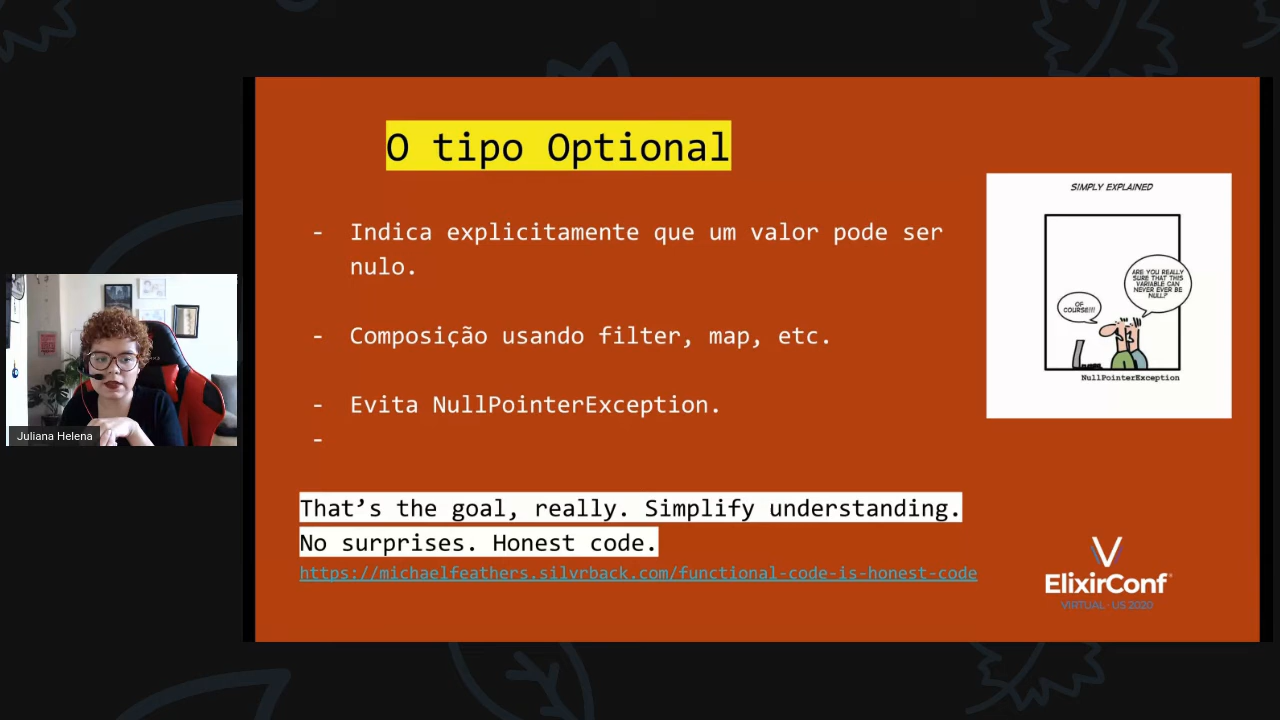 O tipo Optional
- Indica explicitamente que um valor pode ser
nulo.
- Composição usando filter, map, etc.
- Evita NullPointerException.
-
That’s the goal, really. Simplify understanding.
No surprises. Honest code.
https://michaelfeathers.silvrback.com/functional-code-is-honest-code
SIMPLY EXPLAINED
ARE YOU REALLY
SURE THAT THIS
VARIABLE CAN
NEVER EVER BE
NULL?
OF
COURSE!!!
NullPointerException
ElixirConf
VIRTUAL · US 2020
Juliana Helena